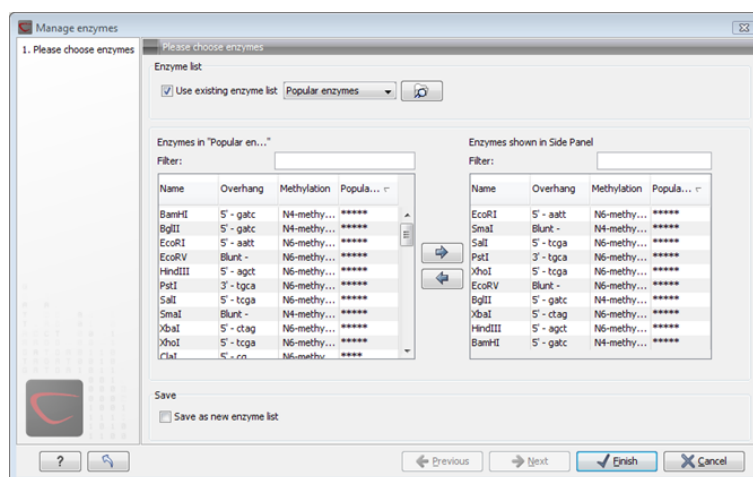 Manage enzymes
1. Please choose enzymes
Please choose enzymes
Enzyme list
Use existing enzyme list Popular enzymes
Enzymes in "Popular en..."
Filter:
Name Overhang Methylation Popula...
BamHI 5' - gatc N4-methy... *****
BglII 5' - gatc N4-methy... *****
EcoRI 5' - aatt N6-methy... *****
EcoRV Blunt - N6-methy... *****
HindIII 5' - agct N6-methy... *****
PstI 3' - tgca N6-methy... *****
SalI 5' - tcga N6-methy... *****
SmaI Blunt - N4-methy... *****
XbaI 5' - ctag N6-methy... *****
XhoI 5' - tcga N6-methy... *****
ClaI 5' - cg N6-methy... ****
Enzymes shown in Side Panel
Filter:
Name Overhang Methylation Popula...
EcoRI 5' - aatt N6-methy... *****
SmaI Blunt - N4-methy... *****
SalI 5' - tcga N6-methy... *****
PstI 3' - tgca N6-methy... *****
XhoI 5' - tcga N6-methy... *****
EcoRV Blunt - N6-methy... *****
BglII 5' - gatc N4-methy... *****
XbaI 5' - ctag N6-methy... *****
HindIII 5' - agct N6-methy... *****
BamHI 5' - gatc N4-methy... *****
Save
Save as new enzyme list
? Previous Next Finish Cancel